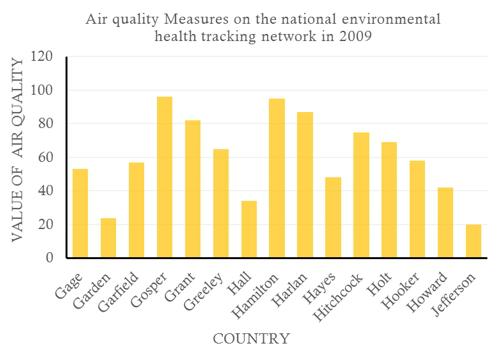 Air quality Measures on the national environmental
health tracking network in 2009
VALUE OF AIR QUALITY
120
100
80
60
40
20
0
Gage
Garden
Garfield
Gosper
Grant
Greeley
Hall
Hamilton
Harlan
Hayes
Hitchcock
Holt
Hooker
Howard
Jefferson
COUNTRY